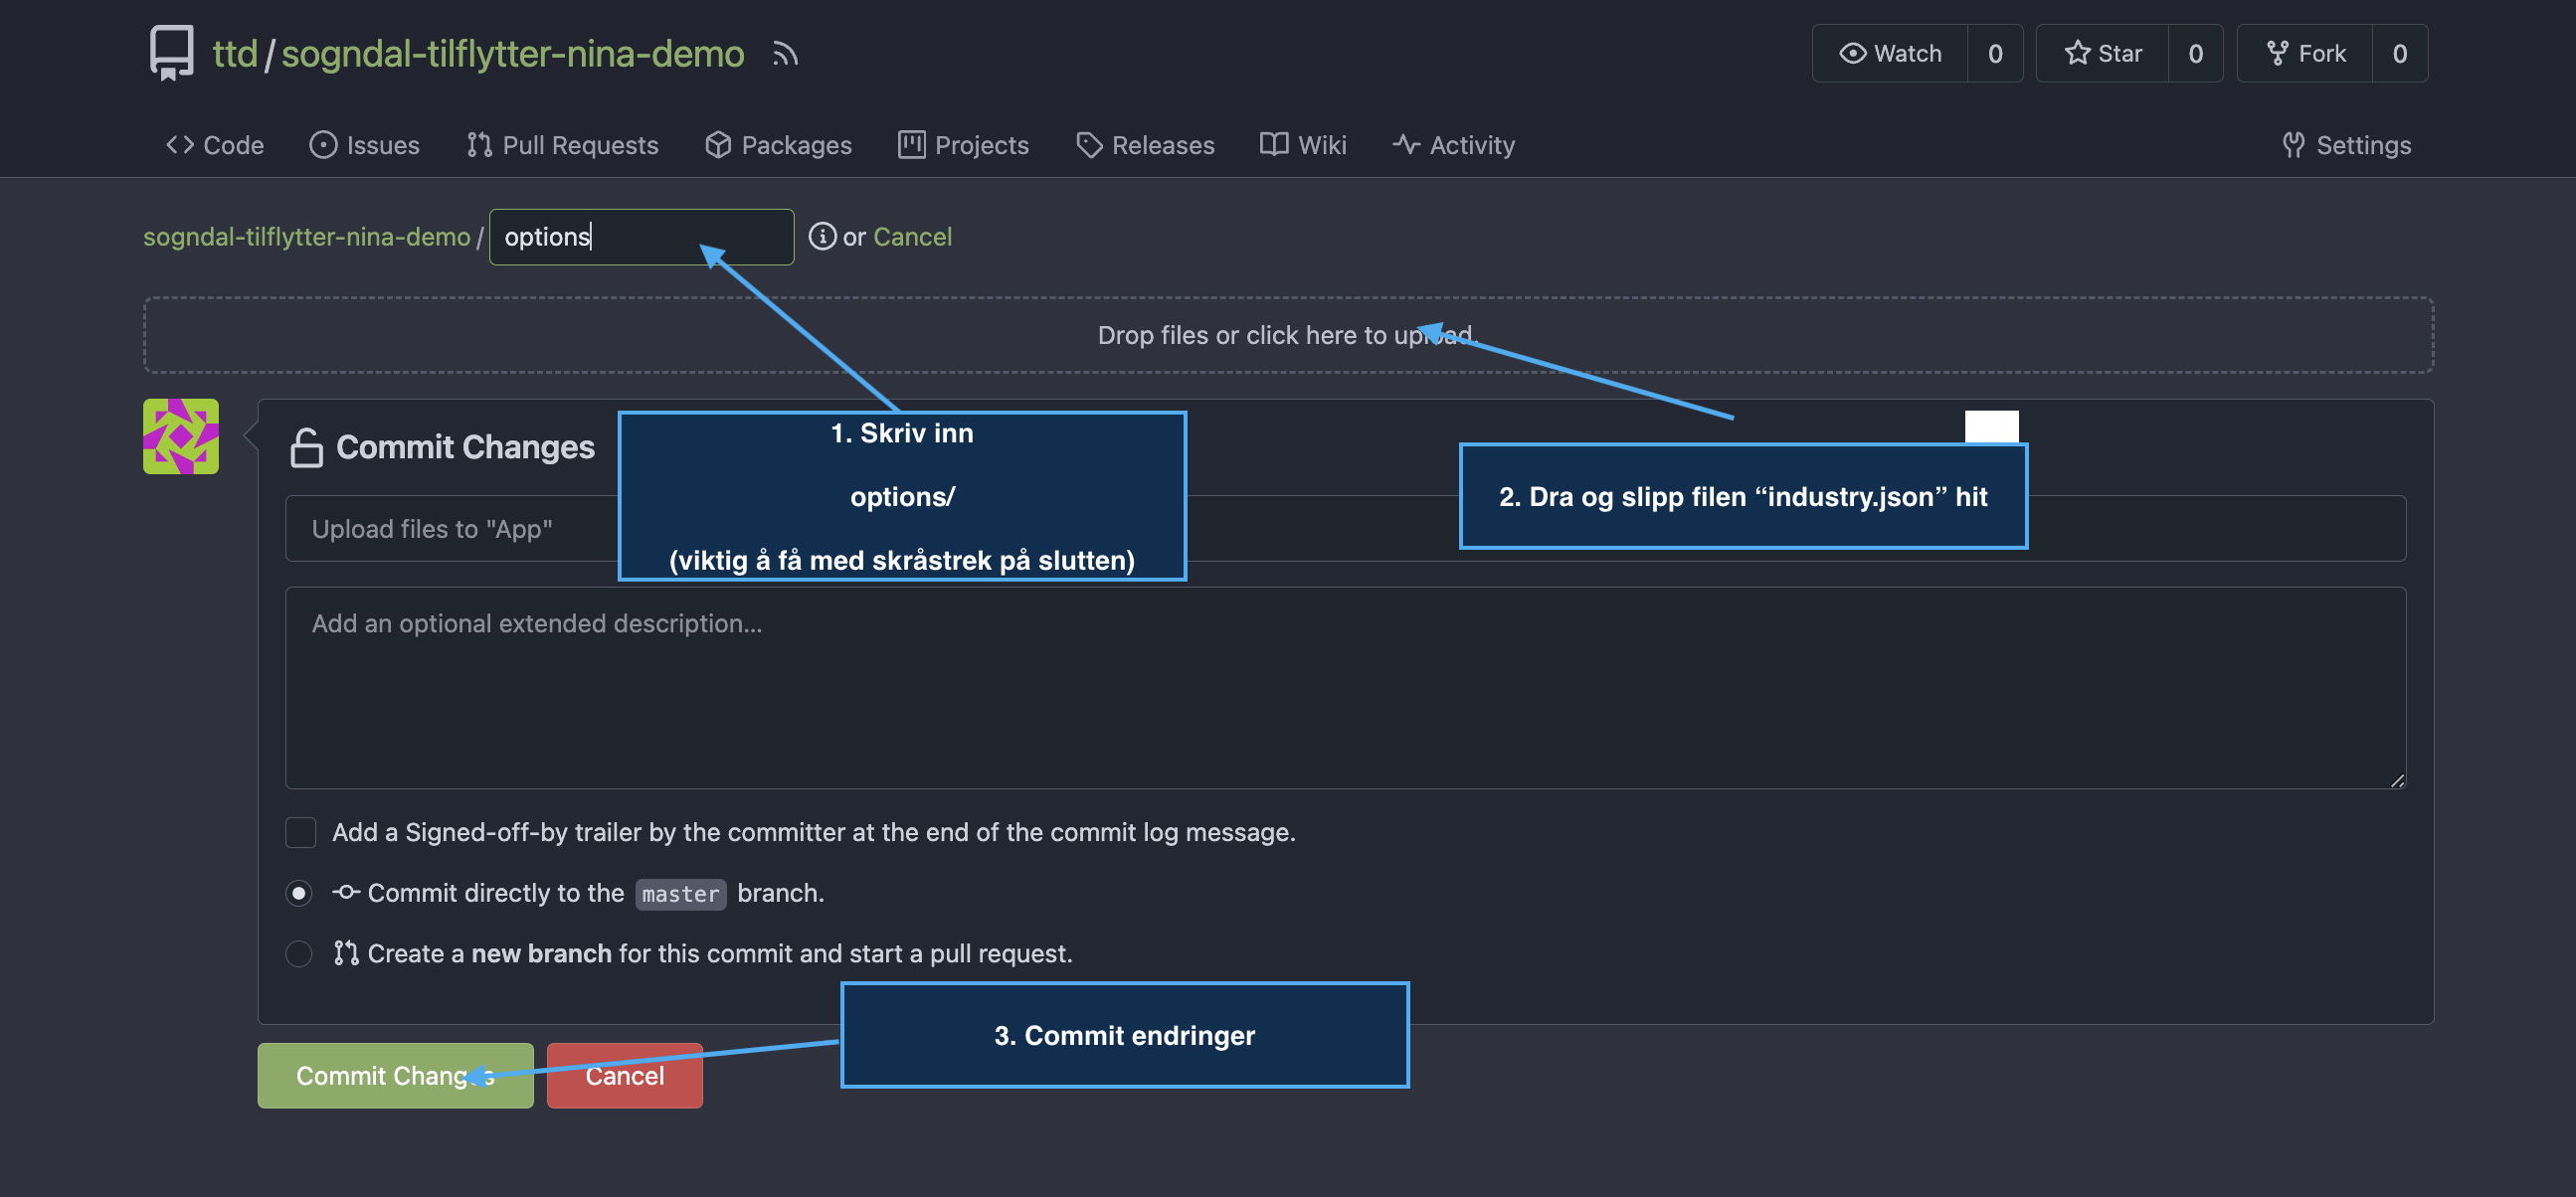 ttd/sogndal-tilflytter-nina-demo
Watch 0 Star 0 Fork 0
Code Issues Pull Requests Packages Projects Releases Wiki Activity Settings
sogndal-tilflytter-nina-demo / options or Cancel
Drop files or click here to upload.
Commit Changes
1. Skriv inn
options/
(viktig å få med skråstrek på slutten)
2. Dra og slipp filen “industry.json” hit
Upload files to "App"
Add an optional extended description...
Add a Signed-off-by trailer by the committer at the end of the commit log message.
Commit directly to the master branch.
Create a new branch for this commit and start a pull request.
3. Commit endringer
Commit Changes Cancel